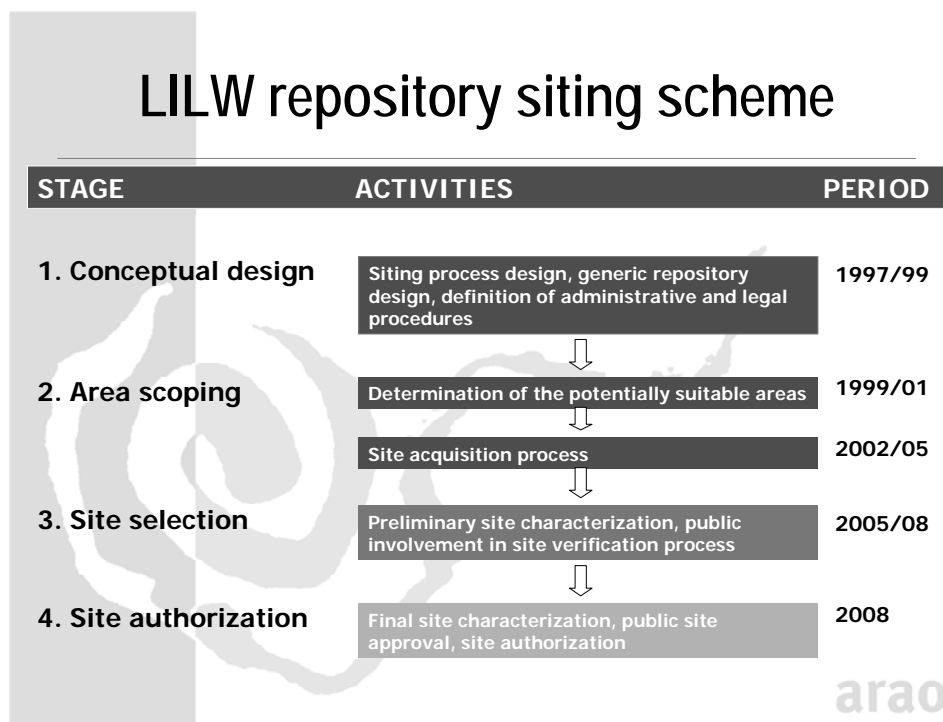 LILW repository siting scheme
STAGE ACTIVITIES PERIOD
1. Conceptual design
Siting process design, generic repository
design, definition of administrative and legal
procedures
1997/99
2. Area scoping
Determination of the potentially suitable areas
1999/01
Site acquisition process
2002/05
3. Site selection
Preliminary site characterization, public
involvement in site verification process
2005/08
4. Site authorization
Final site characterization, public site
approval, site authorization
2008
arao